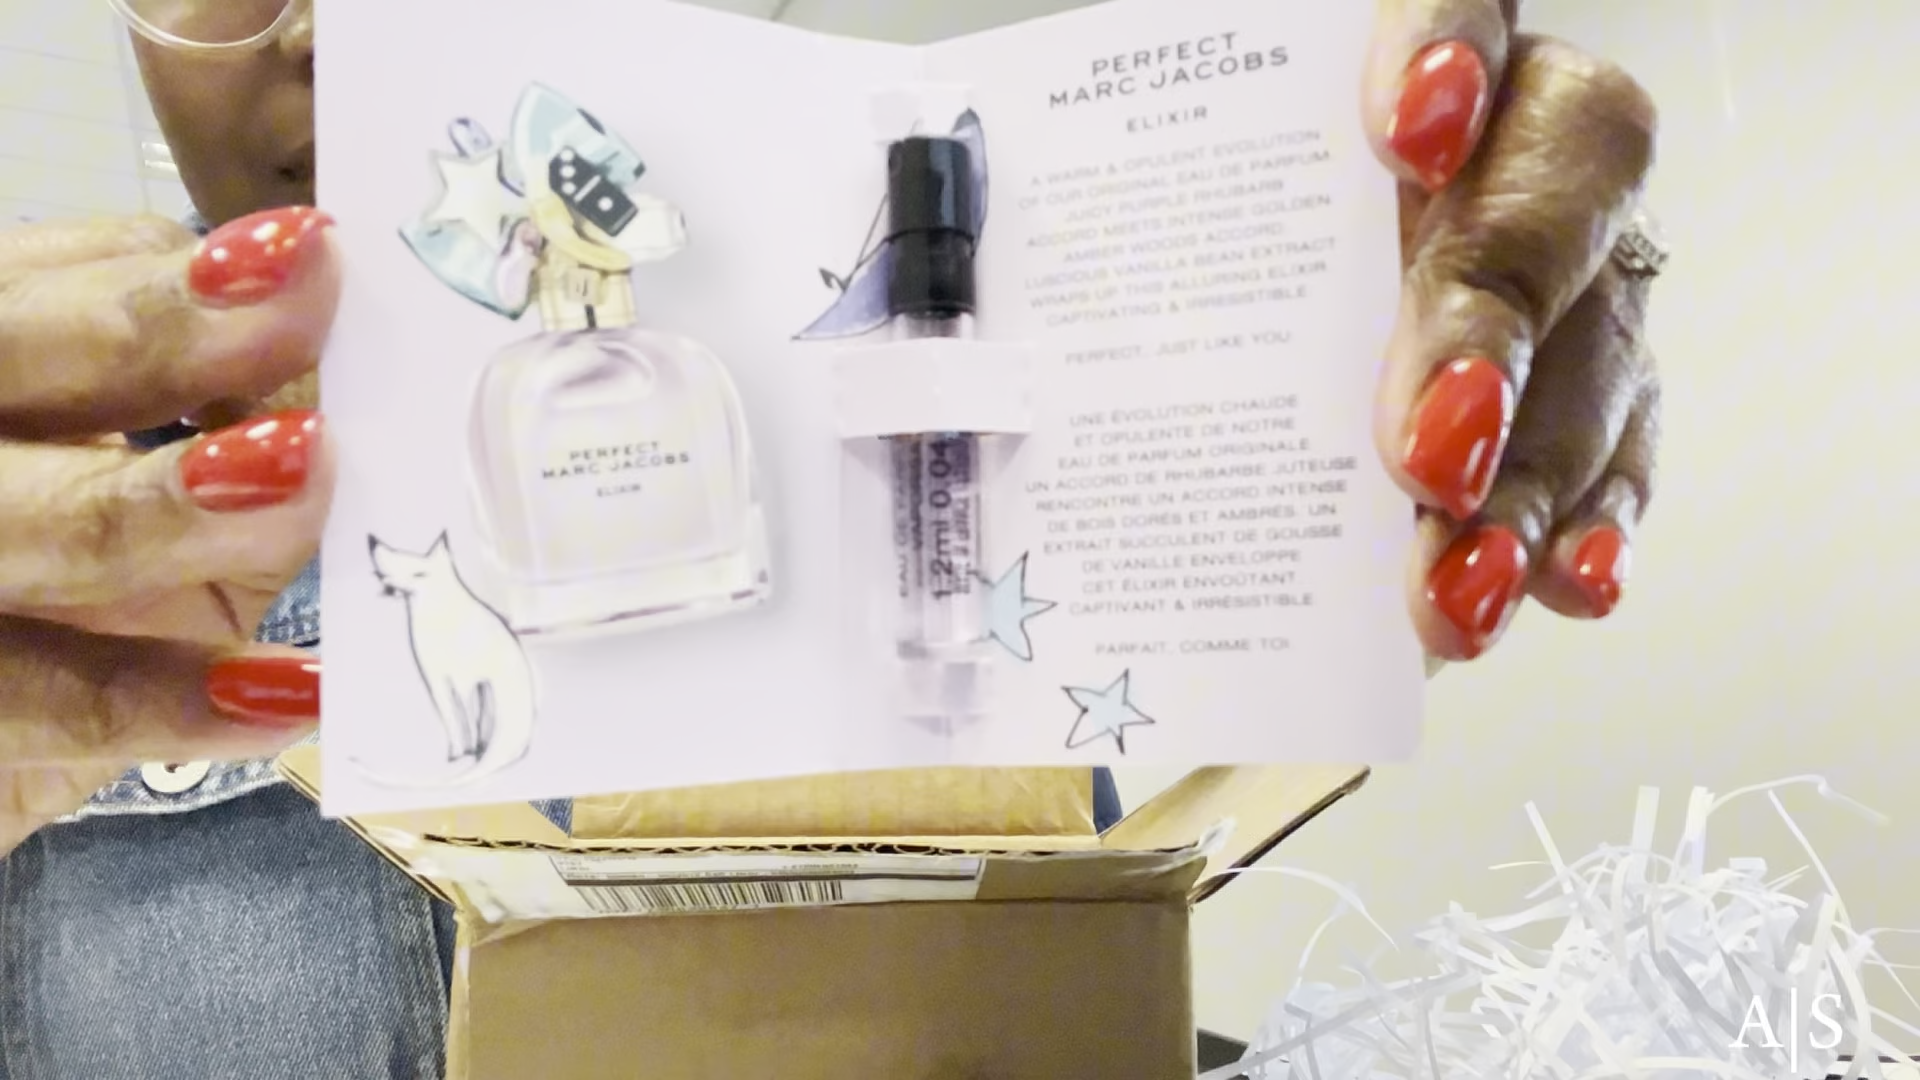 PERFECT
MARC JACOBS
ELIXIR
A WARM & OPULENT EVOLUTION
OF OUR ORIGINAL EAU DE PARFUM.
JUICY PURPLE RHUBARB
ACCORD MEETS INTENSE GOLDEN
AMBER WOODS ACCORD.
LUSCIOUS VANILLA BEAN EXTRACT
WRAPS UP THIS ALLURING ELIXIR.
CAPTIVATING & IRRESISTIBLE.
PERFECT, JUST LIKE YOU.
UNE ÉVOLUTION CHAUDE
ET OPULENTE DE NOTRE
EAU DE PARFUM ORIGINALE.
UN ACCORD DE RHUBARBE JUTEUSE
RENCONTRE UN ACCORD INTENSE
DE BOIS DORÉS ET AMBRÉS. UN
EXTRAIT SUCCULENT DE GOUSSE
DE VANILLE ENVELOPPE
CET ÉLIXIR ENVOÛTANT.
CAPTIVANT & IRRÉSISTIBLE.
PARFAIT, COMME TOI.
PERFECT
MARC JACOBS
ELIXIR
EAU DE
1.2ml 0.04
A|S